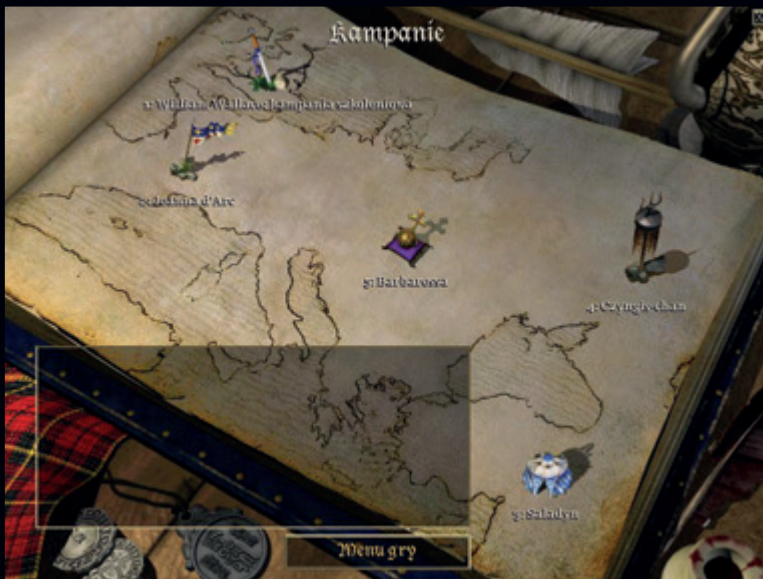 Kampanie
1: William Wallace: kampania szkoleniowa
2: Joanna d'Arc
3: Barbarossa
4: Czyngis-chan
5: Saladyn
Menu gry